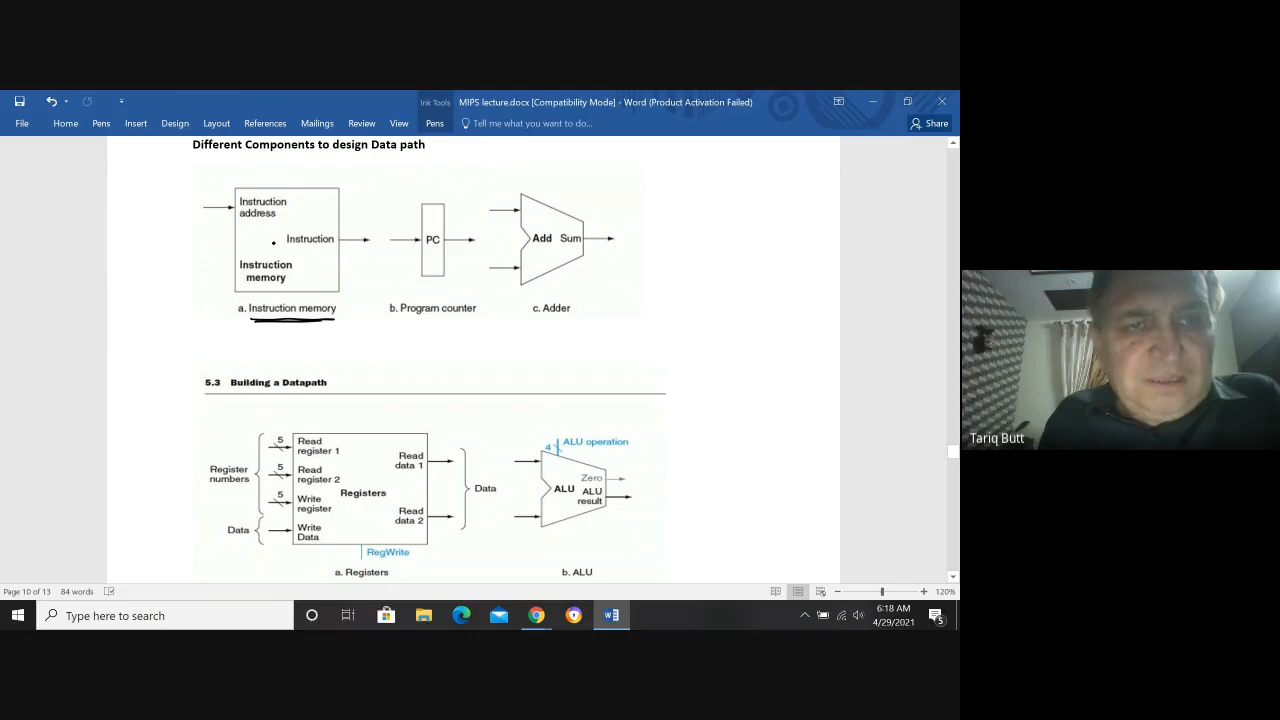 Ink Tools
MIPS lecture.docx [Compatibility Mode] - Word (Product Activation Failed)
File Home Pens Insert Design Layout References Mailings Review View Pens Tell me what you want to do... Share
Different Components to design Data path
Instruction
address
Instruction
Instruction
memory
a. Instruction memory
PC
b. Program counter
Add Sum
c. Adder
5.3 Building a Datapath
Register
numbers
Data
5
5
5
Read
register 1
Read
register 2
Write
register
Write
Data
Registers
Read
data 1
Read
data 2
Data
RegWrite
a. Registers
4
ALU operation
Zero
ALU
ALU
result
b. ALU
Page 10 of 13 84 words
120%
Type here to search
6:18 AM
4/29/2021
5
Tariq Butt